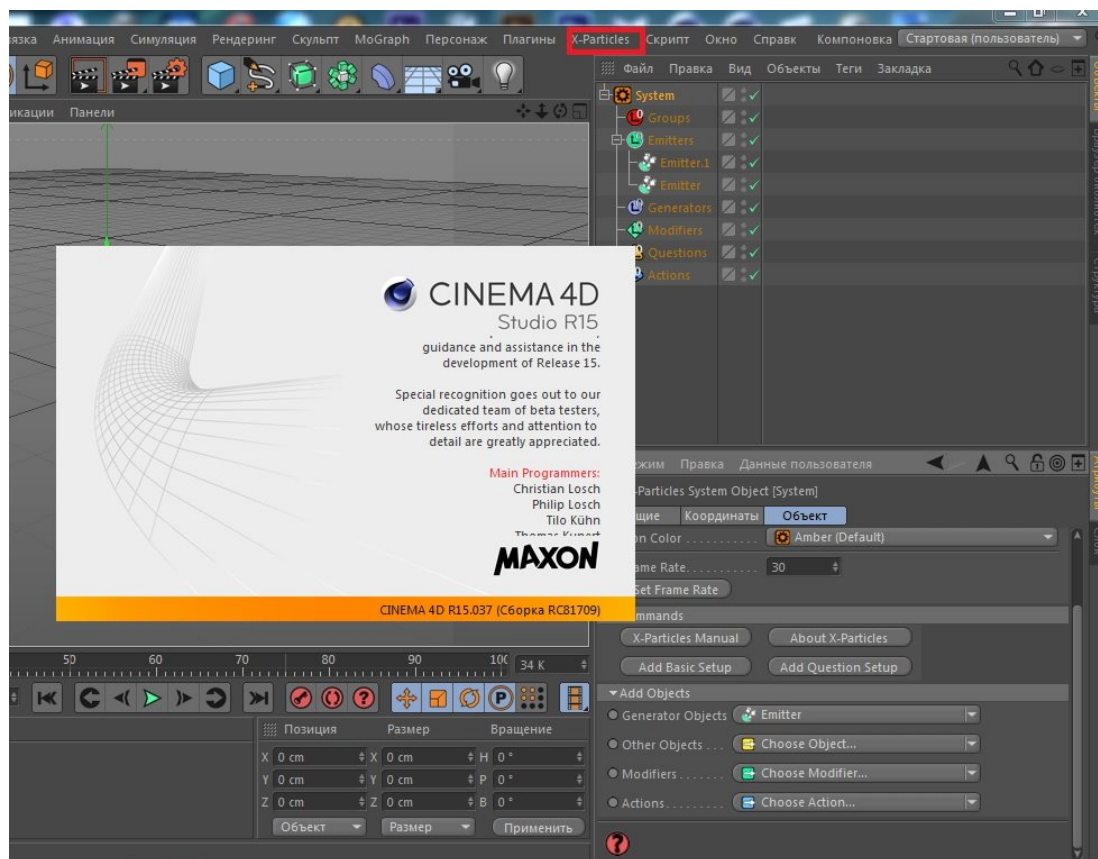 Анимация Симуляция Рендеринг Скульпт MoGraph Персонаж Плагины X-Particles Скрипт Окно Справк Компоновка Стартовая (пользователь)
Файл Правка Вид Объекты Теги Закладка
System
Панели
Groups
Emitters
Emitter.1
Emitter
Generators
Modifiers
Questions
Actions
CINEMA 4D
Studio R15
guidance and assistance in the
development of Release 15.
Special recognition goes out to our
dedicated team of beta testers,
whose tireless efforts and attention to
detail are greatly appreciated.
Main Programmers:
Christian Losch
Philip Losch
Tilo Kühn
Thomas Kunert
MAXON
CINEMA 4D R15.037 (Сборка RC81709)
Правка Данные пользователя
X-Particles System Object [System]
Координаты Объект
Color Amber (Default)
Rate 30
Set Frame Rate
X-Particles Manual About X-Particles
Add Basic Setup Add Question Setup
Add Objects
Generator Objects Emitter
Other Objects Choose Object...
Modifiers Choose Modifier...
Actions Choose Action...
50 60 70 80 90 100 34 K
Позиция Размер Вращение
X 0 cm X 0 cm H 0 °
Y 0 cm Y 0 cm P 0 °
Z 0 cm Z 0 cm B 0 °
Объект Размер Применить